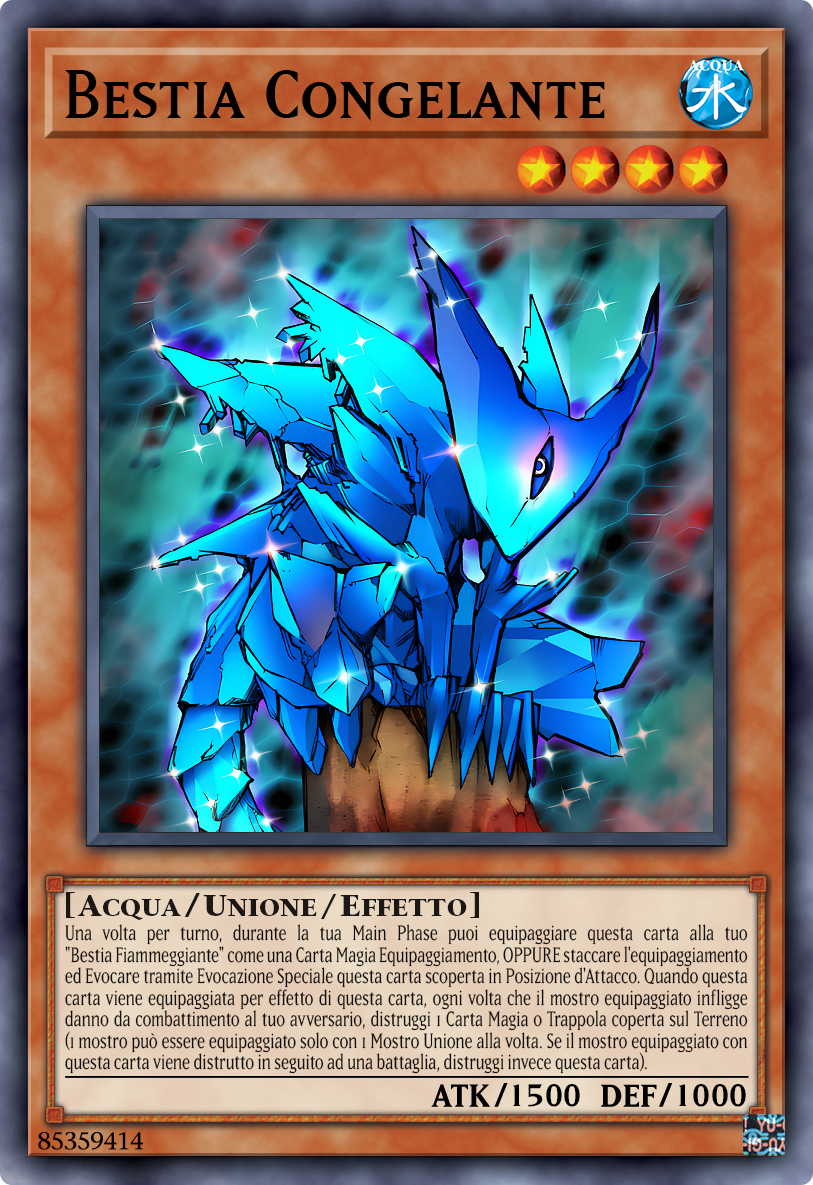 Bestia Congelante
ACQUA
水
[Acqua/Unione/Effetto]
Una volta per turno, durante la tua Main Phase puoi equipaggiare questa carta alla tuo
"Bestia Fiammeggiante" come una Carta Magia Equipaggiamento, OPPURE staccare l'equipaggiamento
ed Evocare tramite Evocazione Speciale questa carta scoperta in Posizione d'Attacco. Quando questa
carta viene equipaggiata per effetto di questa carta, ogni volta che il mostro equipaggiato infligge
danno da combattimento al tuo avversario, distruggi 1 Carta Magia o Trappola coperta sul Terreno
(1 mostro può essere equipaggiato solo con 1 Mostro Unione alla volta. Se il mostro equipaggiato con
questa carta viene distrutto in seguito ad una battaglia, distruggi invece questa carta).
ATK/1500 DEF/1000
85359414